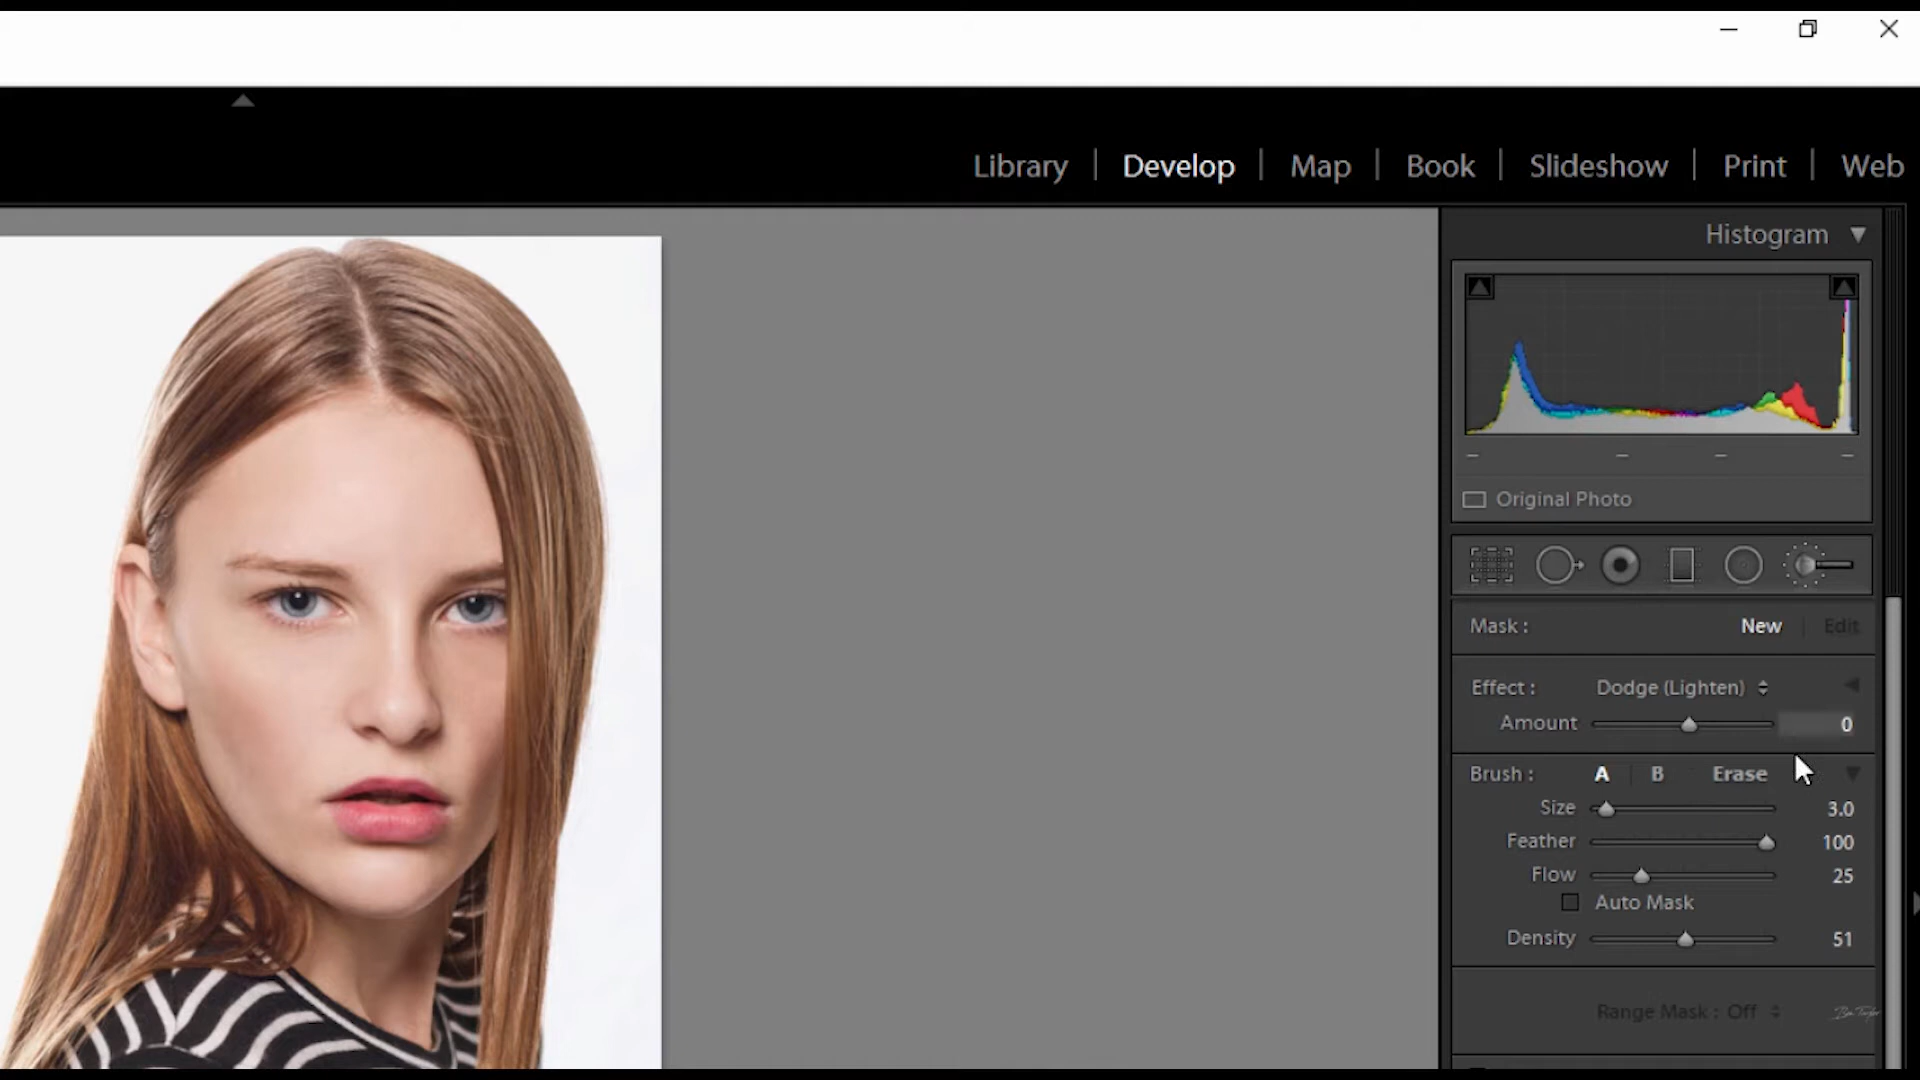 Library | Develop | Map | Book | Slideshow | Print | Web
Histogram
Original Photo
Mask : New Edit
Effect : Dodge (Lighten)
Amount 0
Brush : A B Erase
Size 3.0
Feather 100
Flow 25
Auto Mask
Density 51
Range Mask : Off